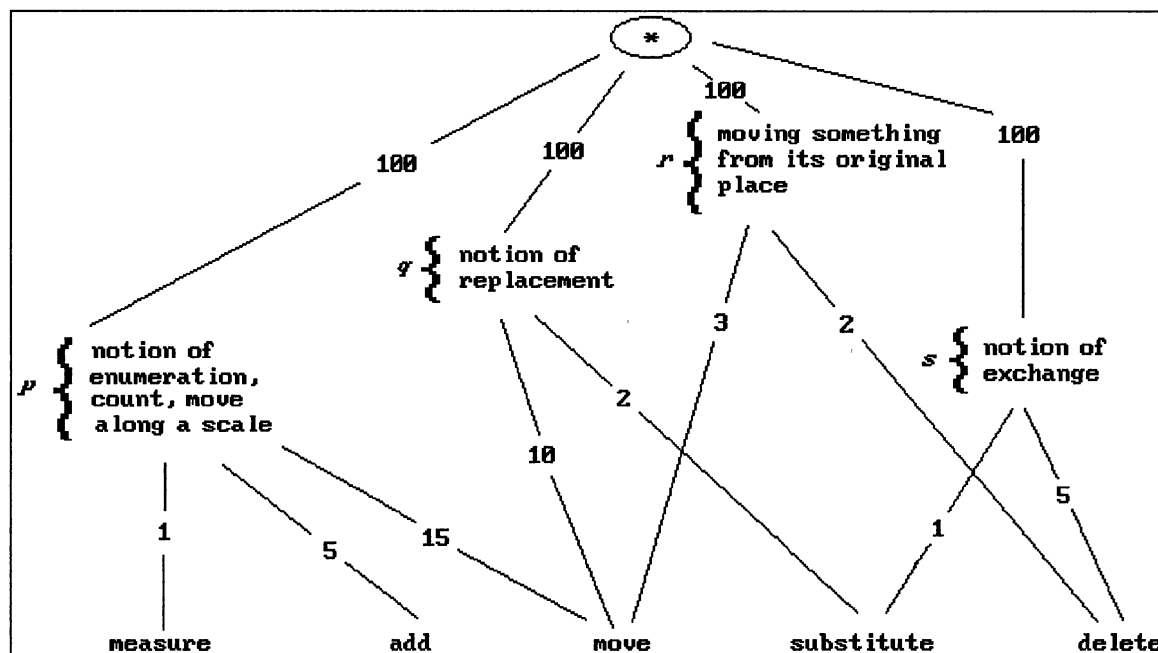 *
100
100
100
100
r
moving something
from its original
place
q
notion of
replacement
3
2
s
notion of
exchange
p
notion of
enumeration,
count, move
along a scale
2
10
1
5
15
1
5
measure
add
move
substitute
delete